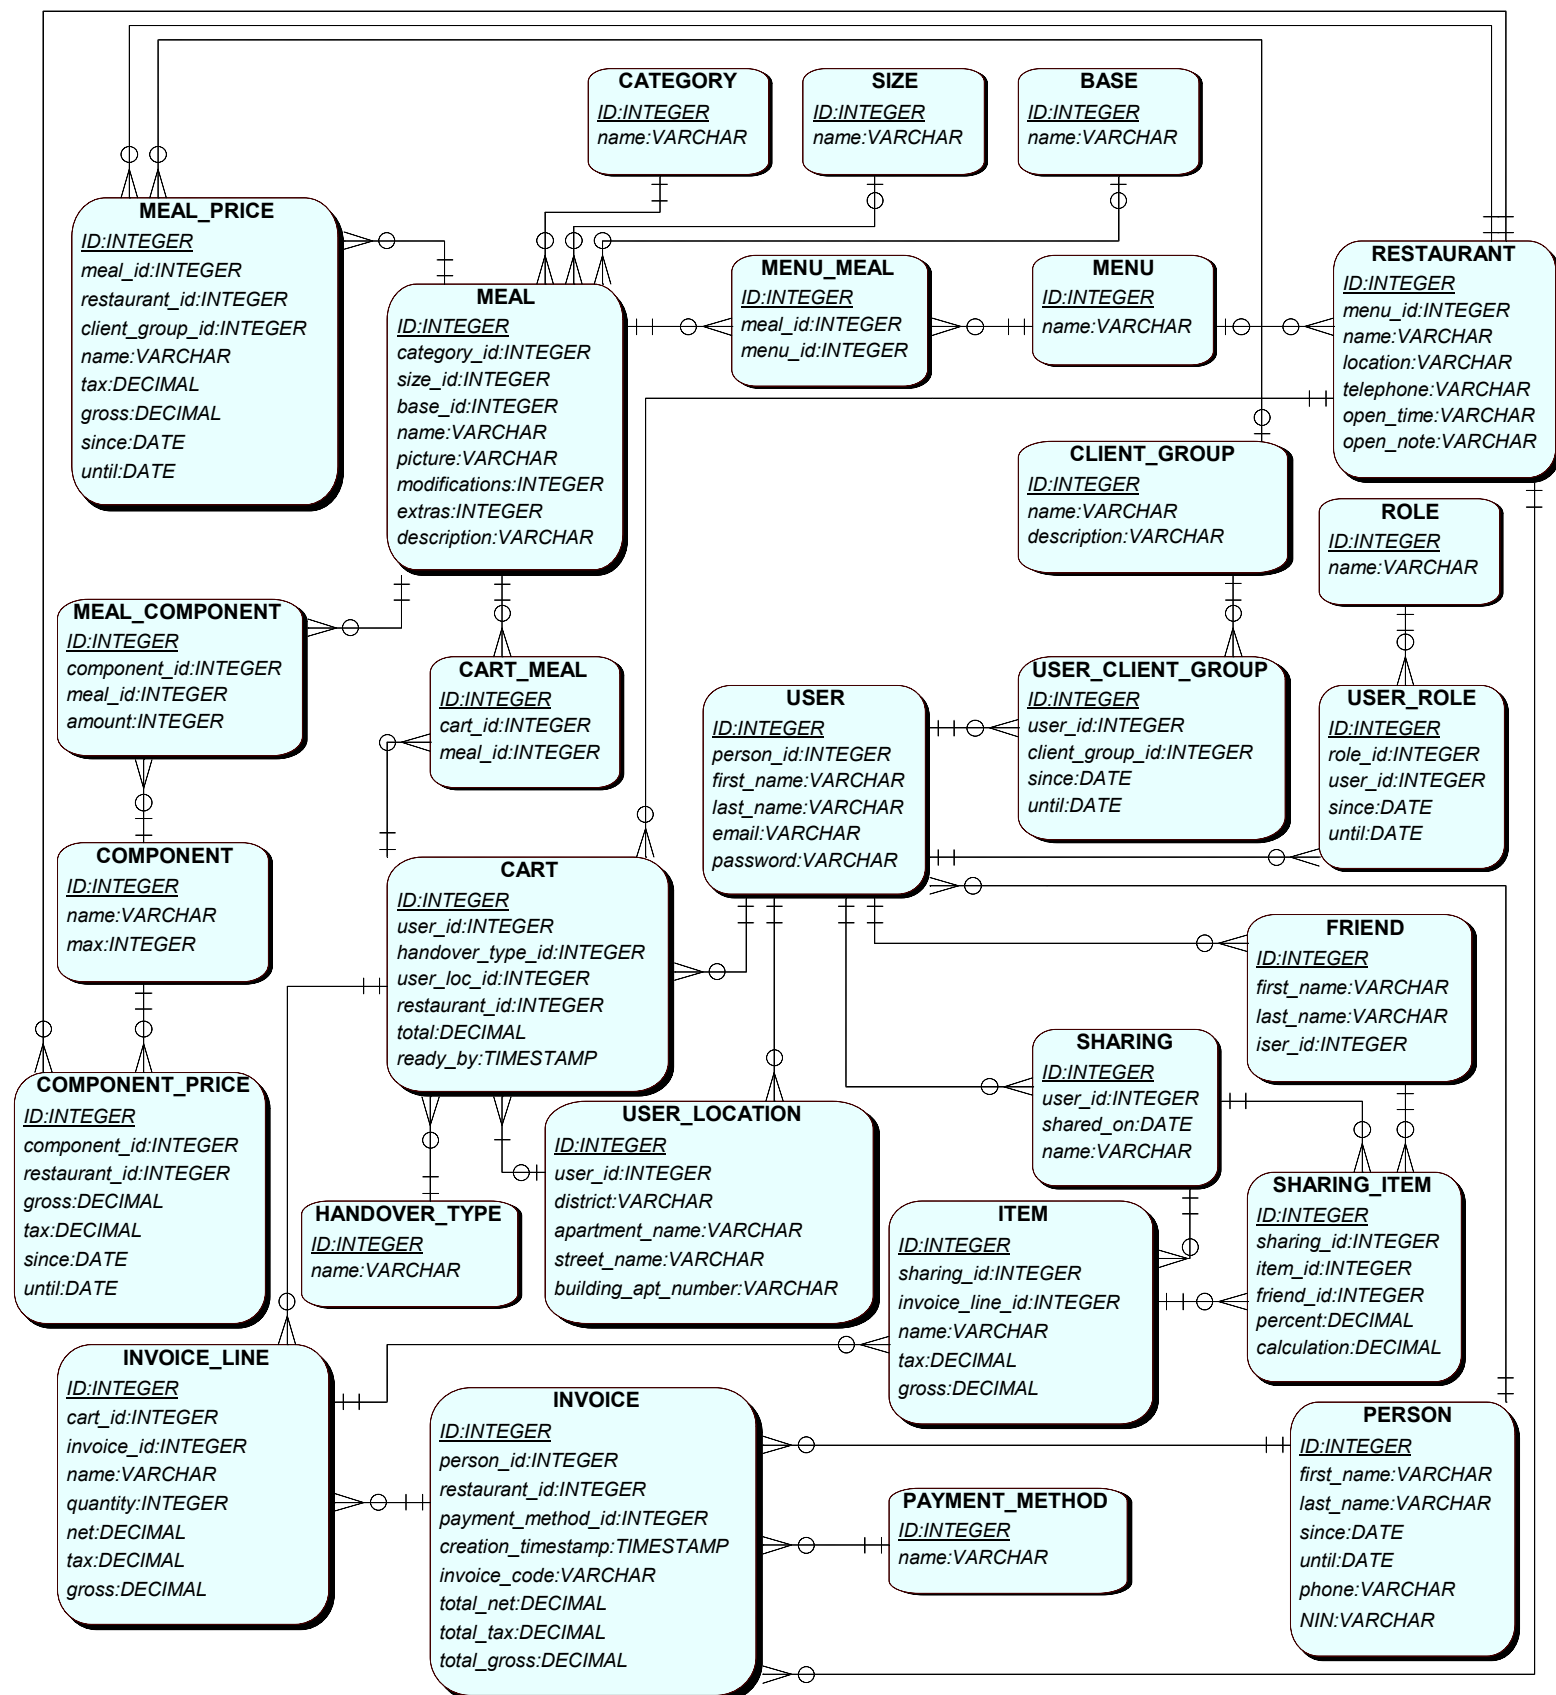 CATEGORY
ID:INTEGER
name:VARCHAR
SIZE
ID:INTEGER
name:VARCHAR
BASE
ID:INTEGER
name:VARCHAR
MEAL_PRICE
ID:INTEGER
meal_id:INTEGER
restaurant_id:INTEGER
client_group_id:INTEGER
name:VARCHAR
tax:DECIMAL
gross:DECIMAL
since:DATE
until:DATE
MEAL
ID:INTEGER
category_id:INTEGER
size_id:INTEGER
base_id:INTEGER
name:VARCHAR
picture:VARCHAR
modifications:INTEGER
extras:INTEGER
description:VARCHAR
MENU_MEAL
ID:INTEGER
meal_id:INTEGER
menu_id:INTEGER
MENU
ID:INTEGER
name:VARCHAR
RESTAURANT
ID:INTEGER
menu_id:INTEGER
name:VARCHAR
location:VARCHAR
telephone:VARCHAR
open_time:VARCHAR
open_note:VARCHAR
CLIENT_GROUP
ID:INTEGER
name:VARCHAR
description:VARCHAR
ROLE
ID:INTEGER
name:VARCHAR
MEAL_COMPONENT
ID:INTEGER
component_id:INTEGER
meal_id:INTEGER
amount:INTEGER
CART_MEAL
ID:INTEGER
cart_id:INTEGER
meal_id:INTEGER
USER
ID:INTEGER
person_id:INTEGER
first_name:VARCHAR
last_name:VARCHAR
email:VARCHAR
password:VARCHAR
USER_CLIENT_GROUP
ID:INTEGER
user_id:INTEGER
client_group_id:INTEGER
since:DATE
until:DATE
USER_ROLE
ID:INTEGER
role_id:INTEGER
user_id:INTEGER
since:DATE
until:DATE
COMPONENT
ID:INTEGER
name:VARCHAR
max:INTEGER
CART
ID:INTEGER
user_id:INTEGER
handover_type_id:INTEGER
user_loc_id:INTEGER
restaurant_id:INTEGER
total:DECIMAL
ready_by:TIMESTAMP
FRIEND
ID:INTEGER
first_name:VARCHAR
last_name:VARCHAR
iser_id:INTEGER
SHARING
ID:INTEGER
user_id:INTEGER
shared_on:DATE
name:VARCHAR
COMPONENT_PRICE
ID:INTEGER
component_id:INTEGER
restaurant_id:INTEGER
gross:DECIMAL
tax:DECIMAL
since:DATE
until:DATE
USER_LOCATION
ID:INTEGER
user_id:INTEGER
district:VARCHAR
apartment_name:VARCHAR
street_name:VARCHAR
building_apt_number:VARCHAR
HANDOVER_TYPE
ID:INTEGER
name:VARCHAR
ITEM
ID:INTEGER
sharing_id:INTEGER
invoice_line_id:INTEGER
name:VARCHAR
tax:DECIMAL
gross:DECIMAL
SHARING_ITEM
ID:INTEGER
sharing_id:INTEGER
item_id:INTEGER
friend_id:INTEGER
percent:DECIMAL
calculation:DECIMAL
INVOICE_LINE
ID:INTEGER
cart_id:INTEGER
invoice_id:INTEGER
name:VARCHAR
quantity:INTEGER
net:DECIMAL
tax:DECIMAL
gross:DECIMAL
INVOICE
ID:INTEGER
person_id:INTEGER
restaurant_id:INTEGER
payment_method_id:INTEGER
creation_timestamp:TIMESTAMP
invoice_code:VARCHAR
total_net:DECIMAL
total_tax:DECIMAL
total_gross:DECIMAL
PAYMENT_METHOD
ID:INTEGER
name:VARCHAR
PERSON
ID:INTEGER
first_name:VARCHAR
last_name:VARCHAR
since:DATE
until:DATE
phone:VARCHAR
NIN:VARCHAR